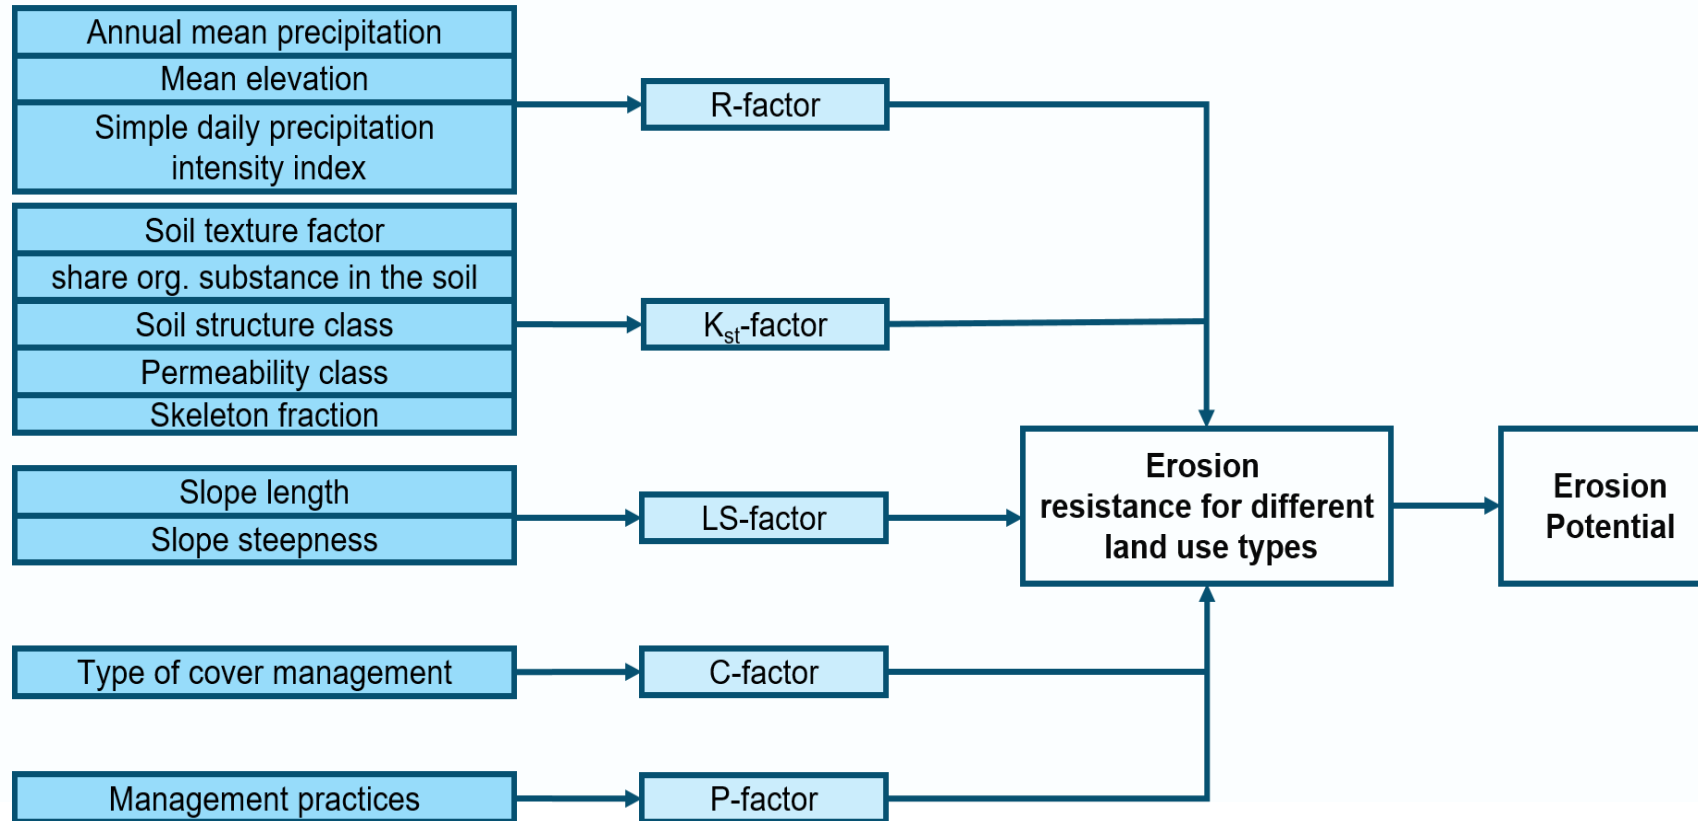 Annual mean precipitation
Mean elevation
Simple daily precipitation
intensity index
R-factor
Soil texture factor
share org. substance in the soil
Soil structure class
Permeability class
Skeleton fraction
Kst-factor
Slope length
Slope steepness
LS-factor
Erosion
resistance for different
land use types
Erosion
Potential
Type of cover management
C-factor
Management practices
P-factor